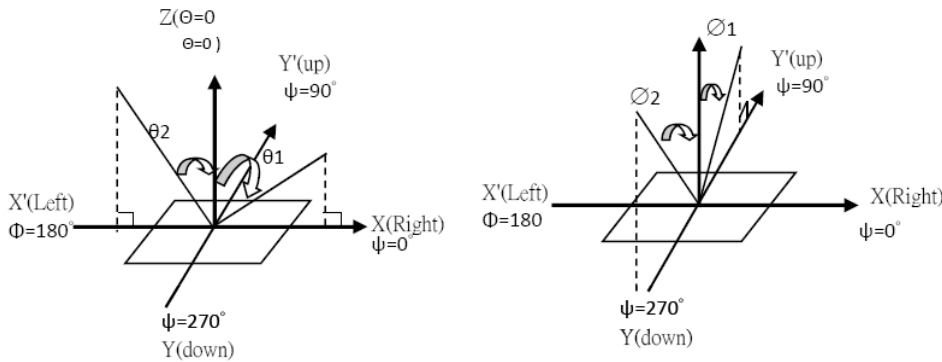 Z(Θ=0
Θ=0 )
Y'(up)
ψ=90°
θ2
θ1
X'(Left)
Φ=180°
X(Right)
ψ=0°
ψ=270°
Y(down)
∅1
Y'(up)
ψ=90°
∅2
X'(Left)
Φ=180
X(Right)
ψ=0°
ψ=270°
Y(down)